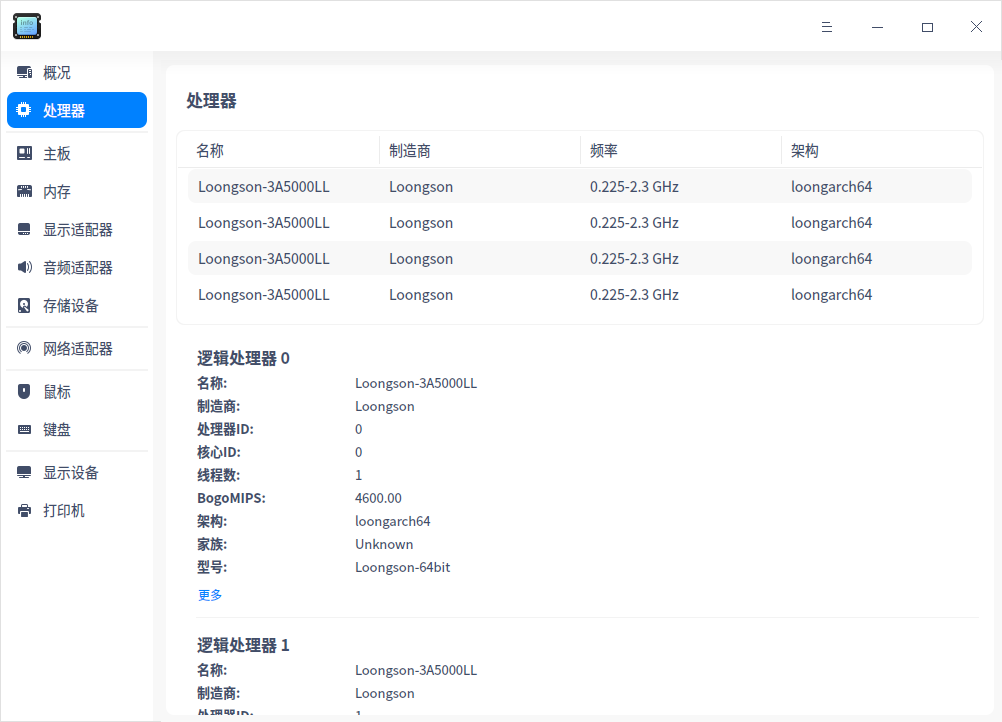 info
概况
处理器
主板
内存
显示适配器
音频适配器
存储设备
网络适配器
鼠标
键盘
显示设备
打印机
处理器
名称 制造商 频率 架构
Loongson-3A5000LL Loongson 0.225-2.3 GHz loongarch64
Loongson-3A5000LL Loongson 0.225-2.3 GHz loongarch64
Loongson-3A5000LL Loongson 0.225-2.3 GHz loongarch64
Loongson-3A5000LL Loongson 0.225-2.3 GHz loongarch64
逻辑处理器 0
名称: Loongson-3A5000LL
制造商: Loongson
处理器ID: 0
核心ID: 0
线程数: 1
BogoMIPS: 4600.00
架构: loongarch64
家族: Unknown
型号: Loongson-64bit
更多
逻辑处理器 1
名称: Loongson-3A5000LL
制造商: Loongson
处理器ID: 1